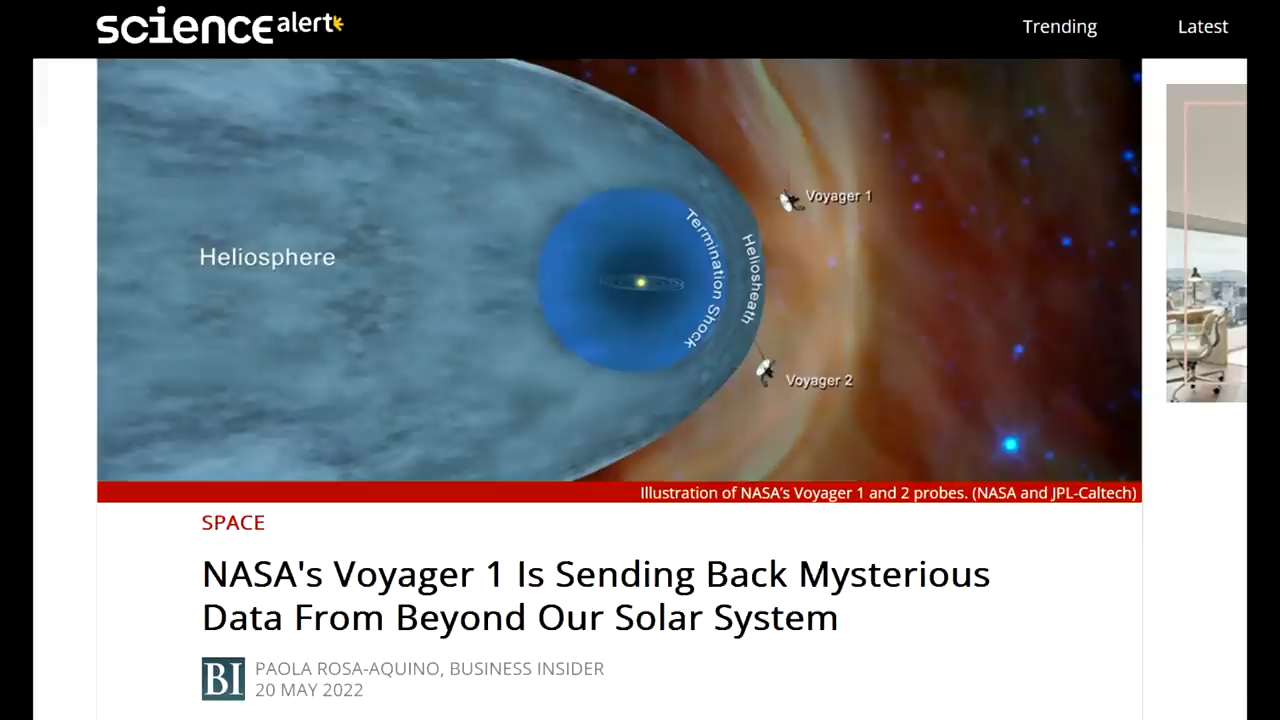 science alert
Trending
Latest
Voyager 1
Heliosphere
Termination Shock
Heliosheath
Voyager 2
Illustration of NASA's Voyager 1 and 2 probes. (NASA and JPL-Caltech)
SPACE
NASA's Voyager 1 Is Sending Back Mysterious
Data From Beyond Our Solar System
BI
PAOLA ROSA-AQUINO, BUSINESS INSIDER
20 MAY 2022